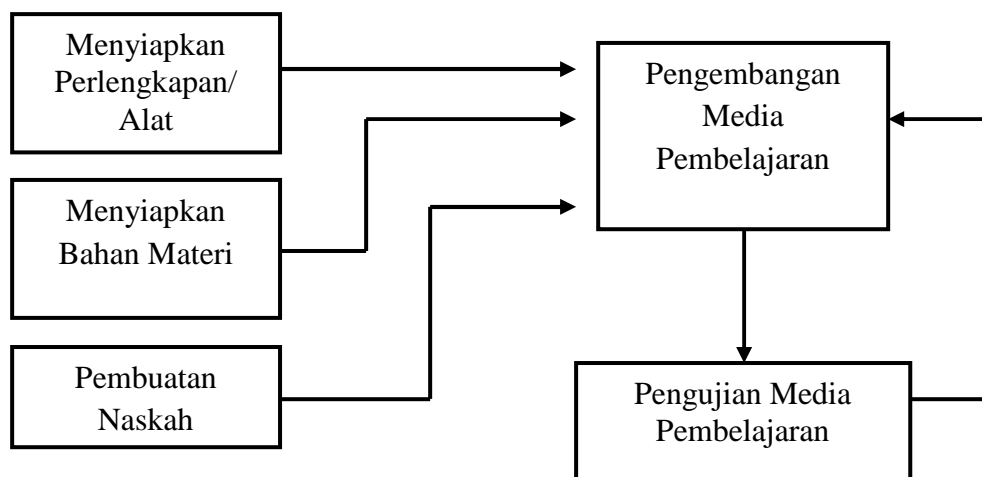 Menyiapkan
Perlengkapan/
Alat
Menyiapkan
Bahan Materi
Pembuatan
Naskah
Pengembangan
Media
Pembelajaran
Pengujian Media
Pembelajaran